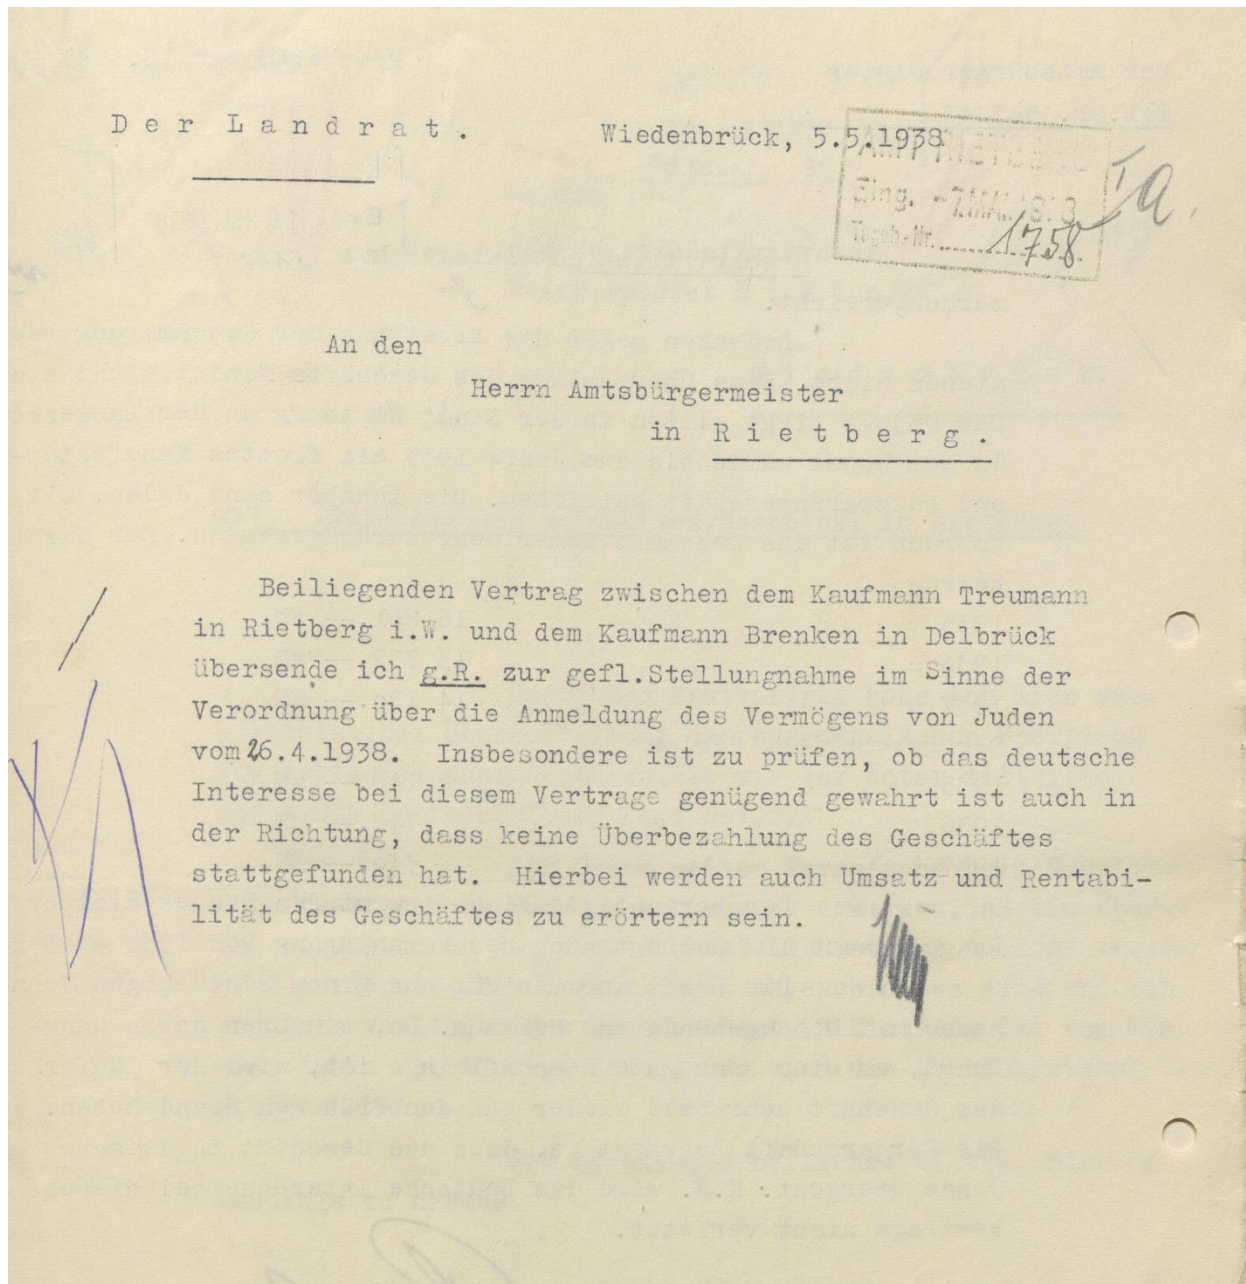 Der Landrat.
Wiedenbrück, 5.5.1938
AMT RIETBERG
Eing. -7.MAI 1938
Tageb.-Nr. 1758
I a.
An den
Herrn Amtsbürgermeister
in Rietberg.
Beiliegenden Vertrag zwischen dem Kaufmann Treumann
in Rietberg i.W. und dem Kaufmann Brenken in Delbrück
übersende ich g.R. zur gefl.Stellungnahme im Sinne der
Verordnung über die Anmeldung des Vermögens von Juden
vom 26.4.1938. Insbesondere ist zu prüfen, ob das deutsche
Interesse bei diesem Vertrage genügend gewahrt ist auch in
der Richtung, dass keine Überbezahlung des Geschäftes
stattgefunden hat. Hierbei werden auch Umsatz und Rentabi-
lität des Geschäftes zu erörtern sein.